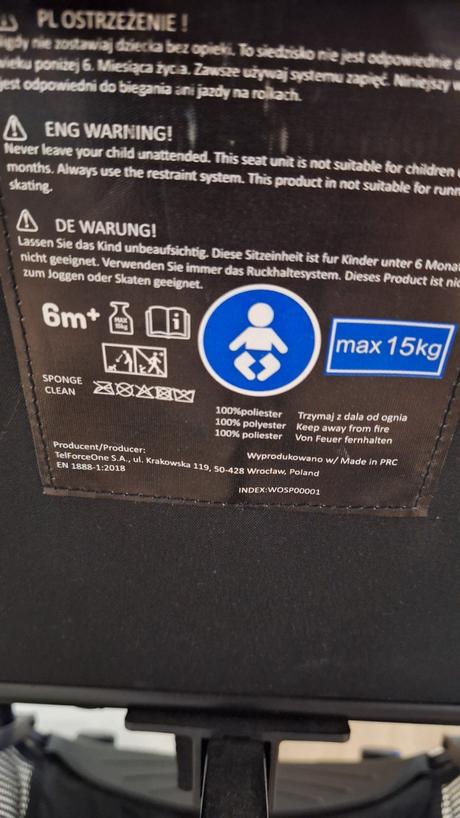 PL OSTRZEŻENIE !
nigdy nie zostawiaj dziecka bez opieki. To siedzisko nie jest odpowiednie d
wieku poniżej 6. Miesiąca życia. Zawsze używaj systemu zapięć. Niniejszy w
jest odpowiedni do biegania ani jazdy na rolkach.
ENG WARNING!
Never leave your child unattended. This seat unit is not suitable for children
months. Always use the restraint system. This product in not suitable for runn
skating.
DE WARUNG!
Lassen Sie das Kind unbeaufsichtig. Diese Sitzeinheit ist fur Kinder unter 6 Monat
nicht geeignet. Verwenden Sie immer das Ruckhaltesystem. Dieses Product ist nic
zum Joggen oder Skaten geeignet.
6m+
MAX
15kg
max 15kg
SPONGE
CLEAN
100%poliester Trzymaj z dala od ognia
100% polyester Keep away from fire
100% poliester Von Feuer fernhalten
Producent/Producer: Wyprodukowano w/ Made in PRC
TelForceOne S.A., ul. Krakowska 119, 50-428 Wrocław, Poland
EN 1888-1:2018
INDEX:WOSP00001